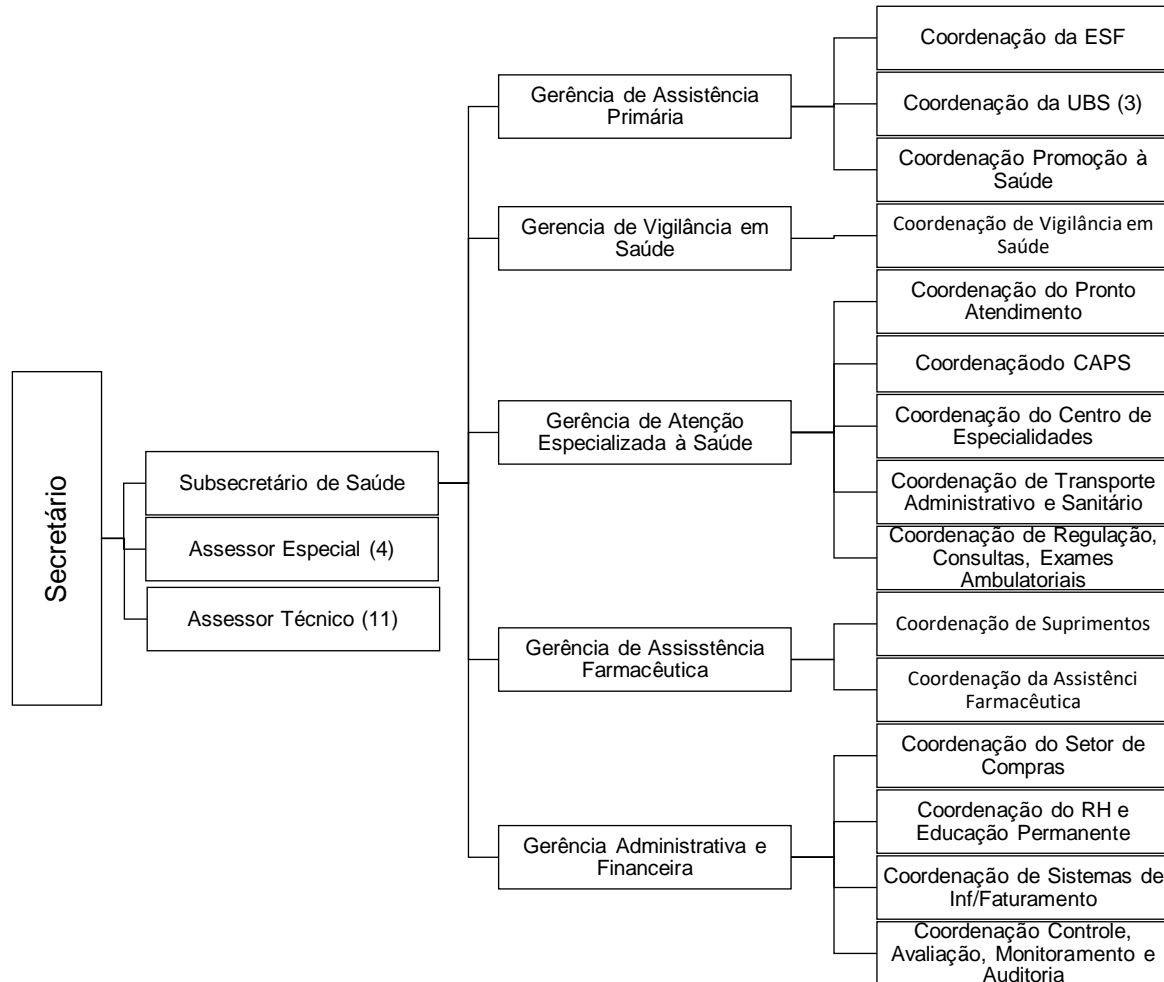 Secretário
Subsecretário de Saúde
Assessor Especial (4)
Assessor Técnico (11)
Gerência de Assistência
Primária
Gerencia de Vigilância em
Saúde
Gerência de Atenção
Especializada à Saúde
Gerência de Assisstência
Farmacêutica
Gerência Administrativa e
Financeira
Coordenação da ESF
Coordenação da UBS (3)
Coordenação Promoção à
Saúde
Coordenação de Vigilância em
Saúde
Coordenação do Pronto
Atendimento
Coordenaçãodo CAPS
Coordenação do Centro de
Especialidades
Coordenação de Transporte
Administrativo e Sanitário
Coordenação de Regulação,
Consultas, Exames
Ambulatoriais
Coordenação de Suprimentos
Coordenação da Assistênci
Farmacêutica
Coordenação do Setor de
Compras
Coordenação do RH e
Educação Permanente
Coordenação de Sistemas de
Inf/Faturamento
Coordenação Controle,
Avaliação, Monitoramento e
Auditoria